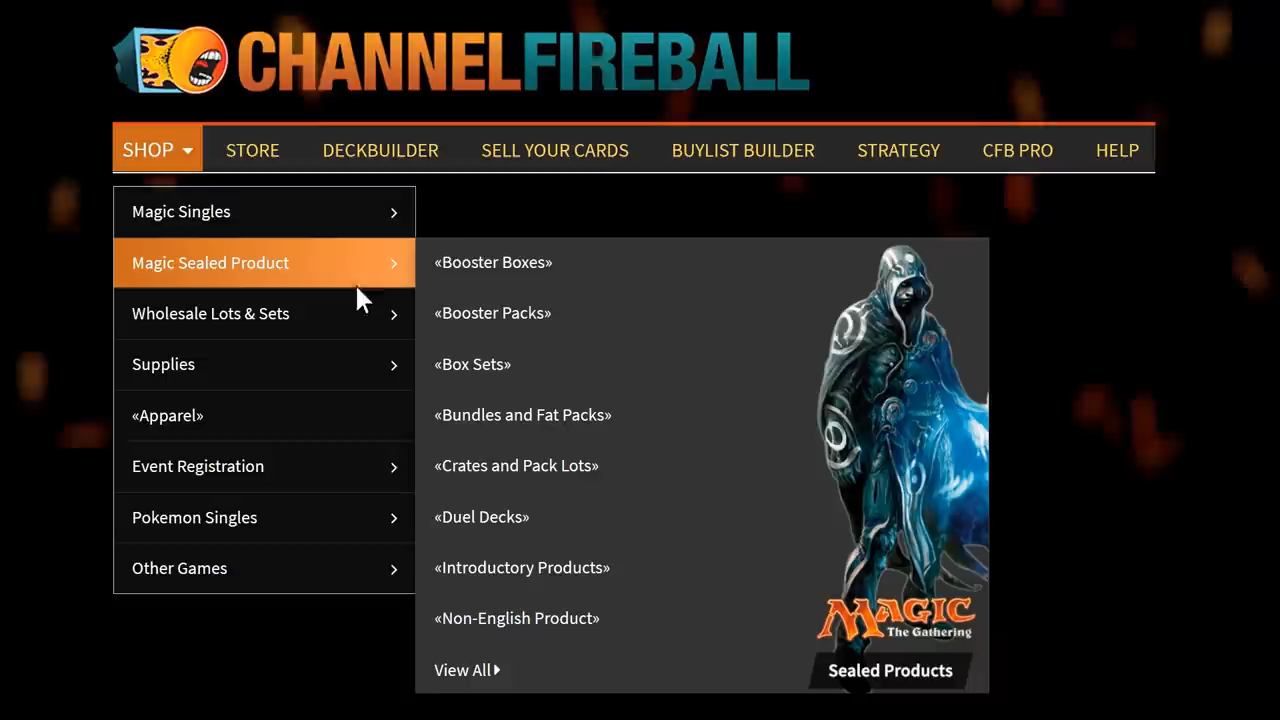 CHANNELFIREBALL
SHOP STORE DECKBUILDER SELL YOUR CARDS BUYLIST BUILDER STRATEGY CFB PRO HELP
Magic Singles
Magic Sealed Product
Wholesale Lots & Sets
Supplies
«Apparel»
Event Registration
Pokemon Singles
Other Games
«Booster Boxes»
«Booster Packs»
«Box Sets»
«Bundles and Fat Packs»
«Crates and Pack Lots»
«Duel Decks»
«Introductory Products»
«Non-English Product»
View All
MAGIC
The Gathering
Sealed Products